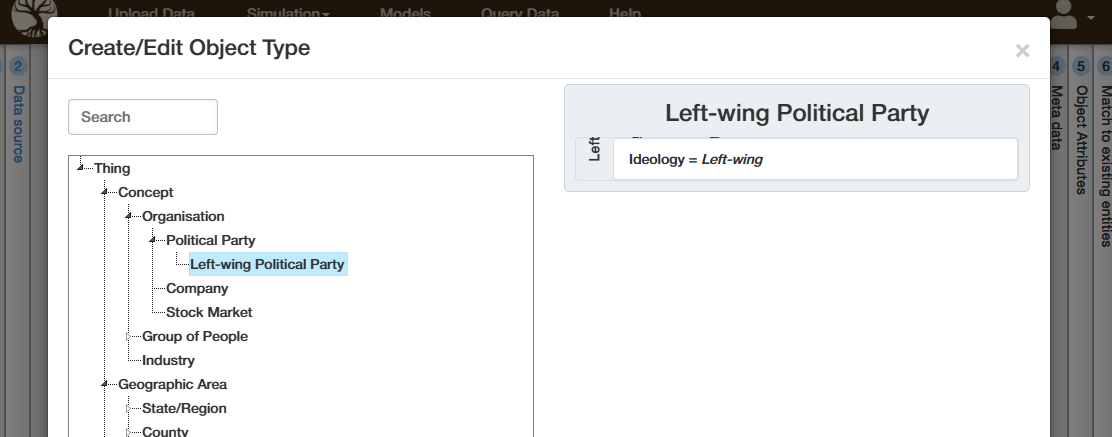 Upload Data Simulation Models Query Data Help
Create/Edit Object Type
×
2 Data source
4 Meta data
5 Object Attributes
6 Match to existing entities
Search
Thing
Concept
Organisation
Political Party
Left-wing Political Party
Company
Stock Market
Group of People
Industry
Geographic Area
State/Region
County
Left-wing Political Party
Left
Ideology = Left-wing